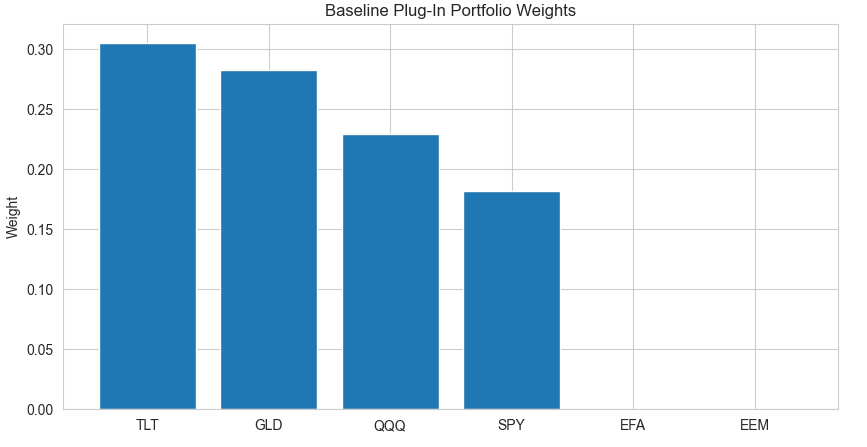 Baseline Plug-In Portfolio Weights
Weight
0.30
0.25
0.20
0.15
0.10
0.05
0.00
TLT GLD QQQ SPY EFA EEM